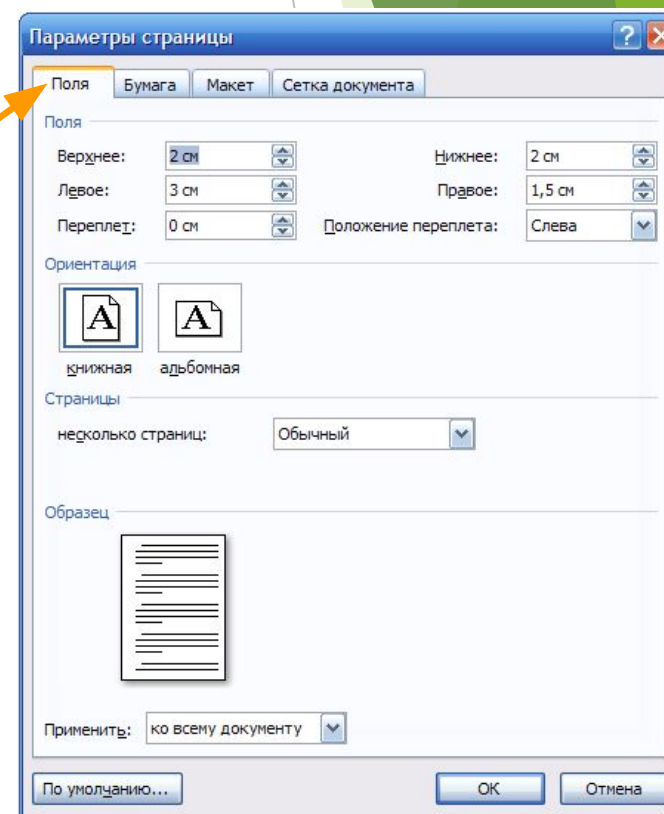 Параметры страницы
Поля Бумага Макет Сетка документа
Поля
Верхнее: 2 см Нижнее: 2 см
Левое: 3 см Правое: 1,5 см
Переплет: 0 см Положение переплета: Слева
Ориентация
А А
книжная альбомная
Страницы
несколько страниц: Обычный
Образец
Применить: ко всему документу
По умолчанию... ОК Отмена